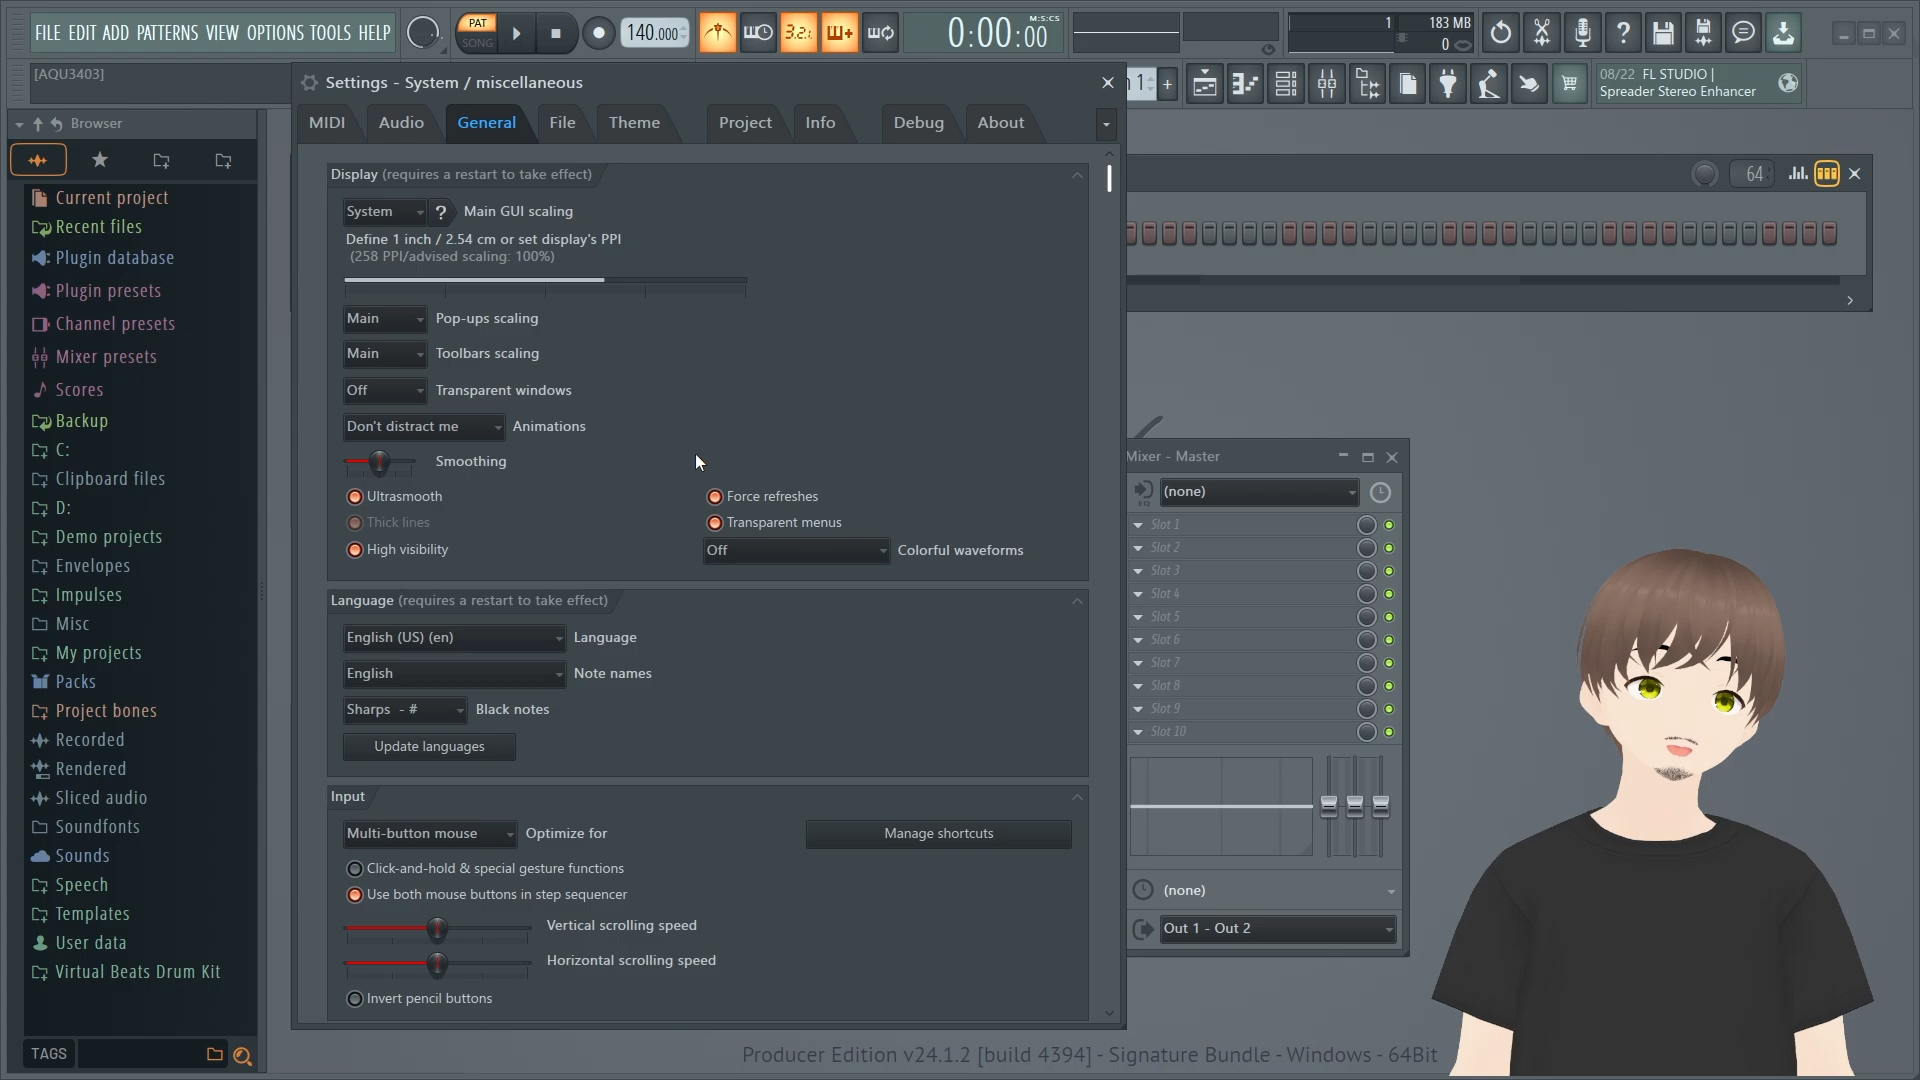 FILE EDIT ADD PATTERNS VIEW OPTIONS TOOLS HELP
PAT
SONG
140.000
3.2.
0:00:00
M:S:CS
1
183 MB
0
[AQU3403]
1
08/22 FL STUDIO |
Spreader Stereo Enhancer
Browser
Current project
Recent files
Plugin database
Plugin presets
Channel presets
Mixer presets
Scores
Backup
C:
Clipboard files
D:
Demo projects
Envelopes
Impulses
Misc
My projects
Packs
Project bones
Recorded
Rendered
Sliced audio
Soundfonts
Sounds
Speech
Templates
User data
Virtual Beats Drum Kit
TAGS
Settings - System / miscellaneous
MIDI
Audio
General
File
Theme
Project
Info
Debug
About
Display (requires a restart to take effect)
System
?
Main GUI scaling
Define 1 inch / 2.54 cm or set display's PPI
(258 PPI/advised scaling: 100%)
Main
Pop-ups scaling
Main
Toolbars scaling
Off
Transparent windows
Don't distract me
Animations
Smoothing
Ultrasmooth
Force refreshes
Thick lines
Transparent menus
High visibility
Off
Colorful waveforms
Language (requires a restart to take effect)
English (US) (en)
Language
English
Note names
Sharps - #
Black notes
Update languages
Input
Multi-button mouse
Optimize for
Manage shortcuts
Click-and-hold & special gesture functions
Use both mouse buttons in step sequencer
Vertical scrolling speed
Horizontal scrolling speed
Invert pencil buttons
64
Mixer - Master
(none)
Slot 1
Slot 2
Slot 3
Slot 4
Slot 5
Slot 6
Slot 7
Slot 8
Slot 9
Slot 10
(none)
Out 1 - Out 2
Producer Edition v24.1.2 [build 4394] - Signature Bundle - Windows - 64Bit